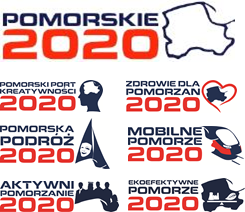 POMORSKIE
2020
POMORSKI PORT
KREATYWNOŚCI
2020
ZDROWIE DLA
POMORZAN
2020
POMORSKA
PODRÓŻ
2020
MOBILNE
POMORZE
2020
AKTYWNI
POMORZANIE
2020
EKOEFEKTYWNE
POMORZE
2020